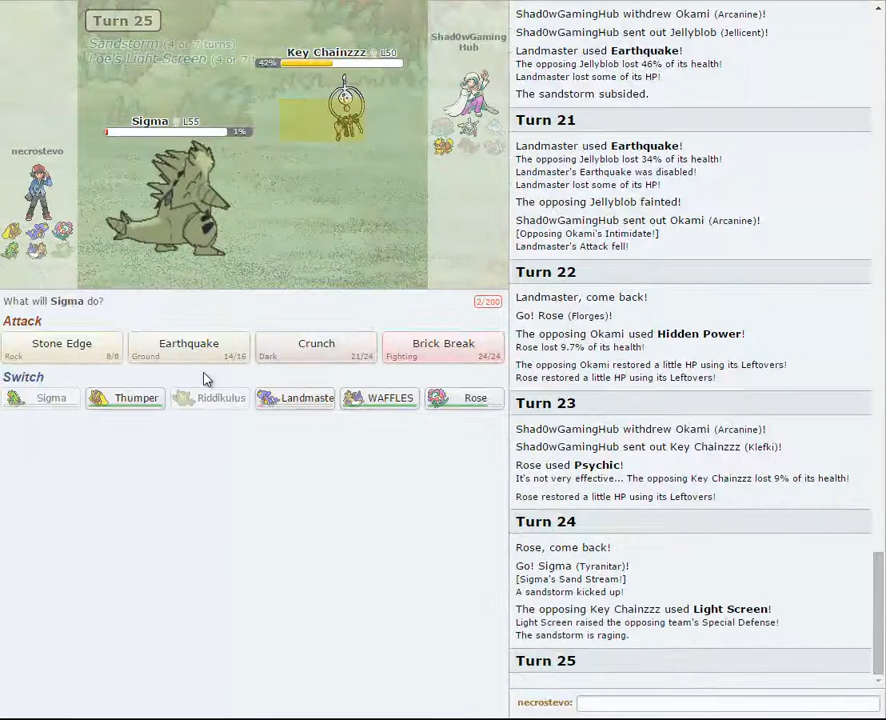 Turn 25
Sandstorm (4 or 7 turns)
Poe's Light Screen (4 or 7
Key Chainzzz L50
42%
Sigma L55
1%
necrostevo
Shad0wGaming
Hub
What will Sigma do?
2/200
Attack
Stone Edge
Rock 8/8
Earthquake
Ground 14/16
Crunch
Dark 21/24
Brick Break
Fighting 24/24
Switch
Sigma
Thumper
Riddikulus
Landmaste
WAFFLES
Rose
Shad0wGamingHub withdrew Okami (Arcanine)!
Shad0wGamingHub sent out Jellyblob (Jellicent)!
Landmaster used Earthquake!
The opposing Jellyblob lost 46% of its health!
Landmaster lost some of its HP!
The sandstorm subsided.
Turn 21
Landmaster used Earthquake!
The opposing Jellyblob lost 34% of its health!
Landmaster's Earthquake was disabled!
Landmaster lost some of its HP!
The opposing Jellyblob fainted!
Shad0wGamingHub sent out Okami (Arcanine)!
[Opposing Okami's Intimidate!]
Landmaster's Attack fell!
Turn 22
Landmaster, come back!
Go! Rose (Florges)!
The opposing Okami used Hidden Power!
Rose lost 9.7% of its health!
The opposing Okami restored a little HP using its Leftovers!
Rose restored a little HP using its Leftovers!
Turn 23
Shad0wGamingHub withdrew Okami (Arcanine)!
Shad0wGamingHub sent out Key Chainzzz (Klefki)!
Rose used Psychic!
It's not very effective... The opposing Key Chainzzz lost 9% of its health!
Rose restored a little HP using its Leftovers!
Turn 24
Rose, come back!
Go! Sigma (Tyranitar)!
[Sigma's Sand Stream!]
A sandstorm kicked up!
The opposing Key Chainzzz used Light Screen!
Light Screen raised the opposing team's Special Defense!
The sandstorm is raging.
Turn 25
necrostevo: